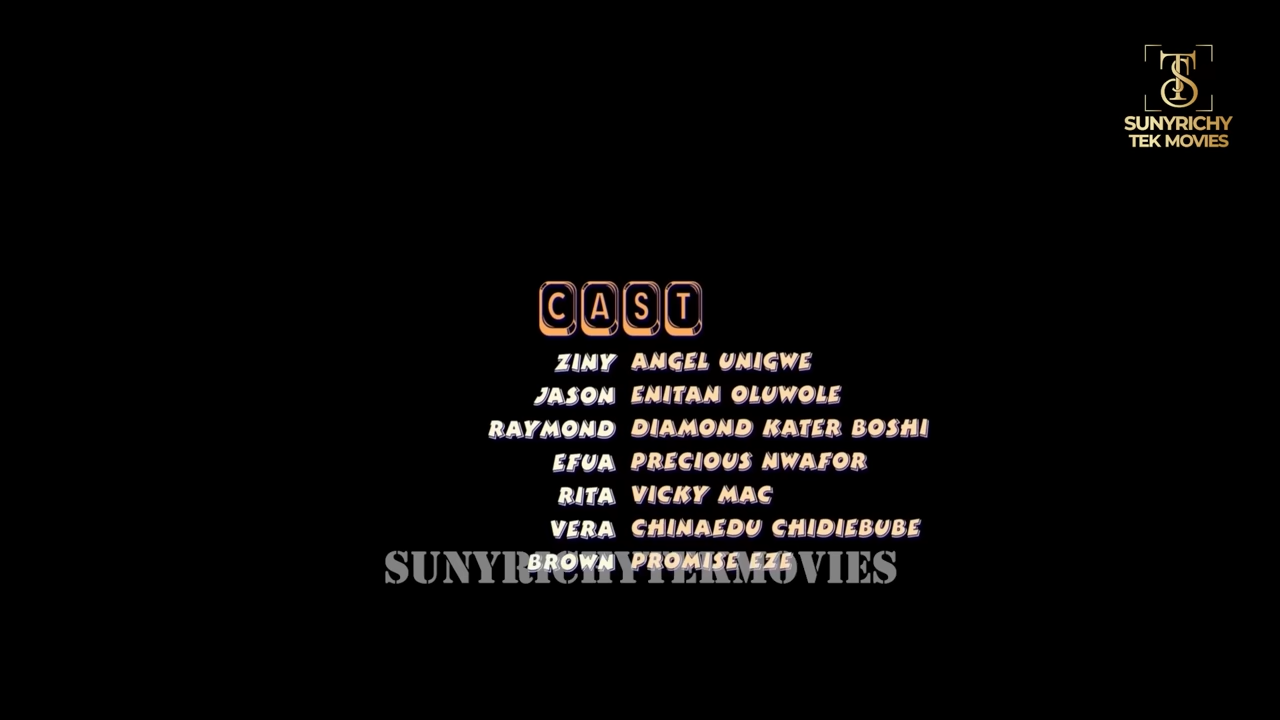 SUNYRICHY
TEK MOVIES
CAST
ZINY ANGEL UNIGWE
JASON ENITAN OLUWOLE
RAYMOND DIAMOND KATER BOSHI
EFUA PRECIOUS NWAFOR
RITA VICKY MAC
VERA CHINAEDU CHIDIEBUBE
BROWN PROMISE EZE
SUNYRICHYTEKMOVIES